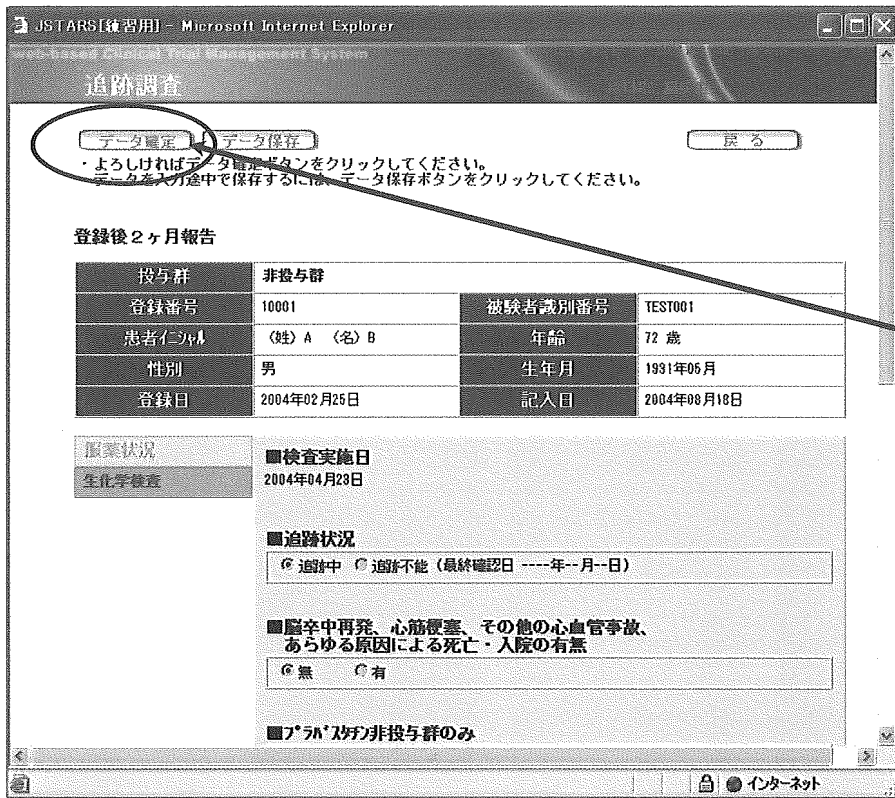 JSTARS[練習用] - Microsoft Internet Explorer
web-based Clinical Trial Management System
追跡調査
データ確定 データ保存 戻る
・よろしければデータ確定ボタンをクリックしてください。
・データを入力途中で保存するには、データ保存ボタンをクリックしてください。
登録後2ヶ月報告
投与群 非投与群
登録番号 10001 被験者識別番号 TEST001
患者イニシャル (姓) A (名) B 年齢 72 歳
性別 男 生年月 1931年05月
登録日 2004年02月25日 記入日 2004年08月18日
服薬状況
生化学検査
■検査実施日
2004年04月23日
■追跡状況
追跡中 追跡不能 (最終確認日 ----年--月--日)
■脳卒中再発、心筋梗塞、その他の心血管事故、
あらゆる原因による死亡・入院の有無
無 有
■プラバスタチン非投与群のみ
インターネット